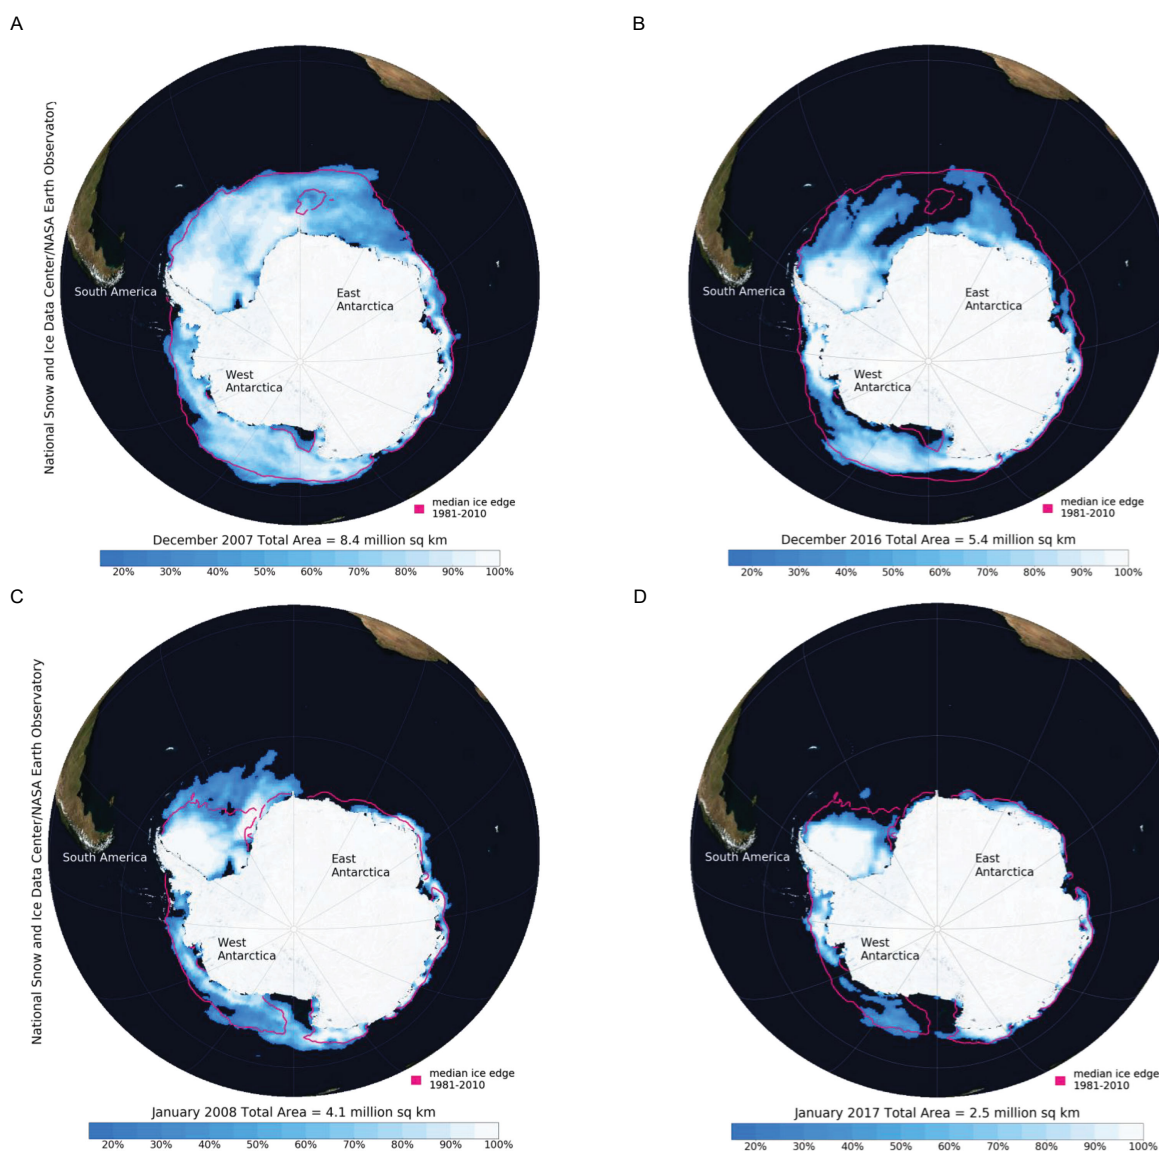 A
National Snow and Ice Data Center/NASA Earth Observatory
South America
East
Antarctica
West
Antarctica
median ice edge
1981-2010
December 2007 Total Area = 8.4 million sq km
20% 30% 40% 50% 60% 70% 80% 90% 100%
B
South America
East
Antarctica
West
Antarctica
median ice edge
1981-2010
December 2016 Total Area = 5.4 million sq km
20% 30% 40% 50% 60% 70% 80% 90% 100%
C
National Snow and Ice Data Center/NASA Earth Observatory
South America
East
Antarctica
West
Antarctica
median ice edge
1981-2010
January 2008 Total Area = 4.1 million sq km
20% 30% 40% 50% 60% 70% 80% 90% 100%
D
South America
East
Antarctica
West
Antarctica
median ice edge
1981-2010
January 2017 Total Area = 2.5 million sq km
20% 30% 40% 50% 60% 70% 80% 90% 100%